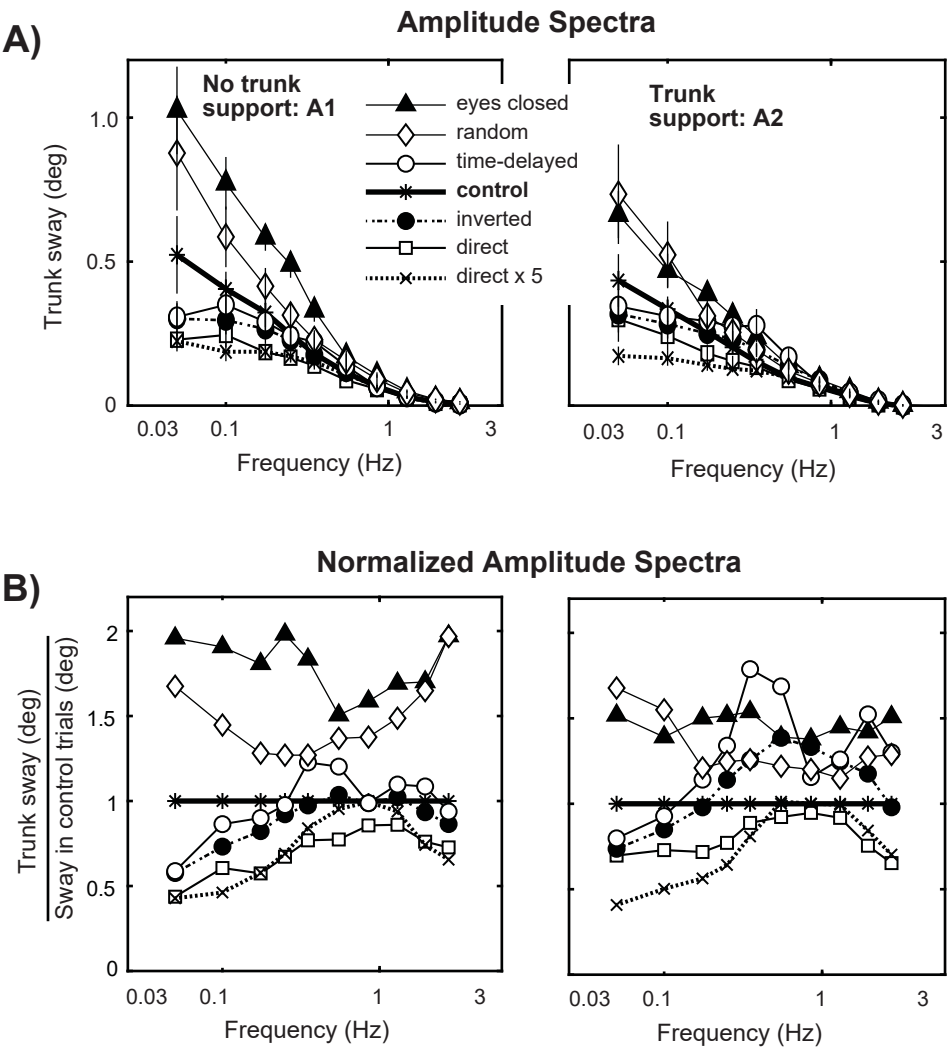 A)
Amplitude Spectra
No trunk
support: A1
eyes closed
random
time-delayed
control
inverted
direct
direct x 5
Trunk
support: A2
Trunk sway (deg)
1.0
0.5
0
0.03 0.1 1 3
Frequency (Hz)
0.03 0.1 1 3
Frequency (Hz)
B)
Normalized Amplitude Spectra
Trunk sway (deg)
Sway in control trials (deg)
2
1.5
1
0.5
0
0.03 0.1 1 3
Frequency (Hz)
0.03 0.1 1 3
Frequency (Hz)